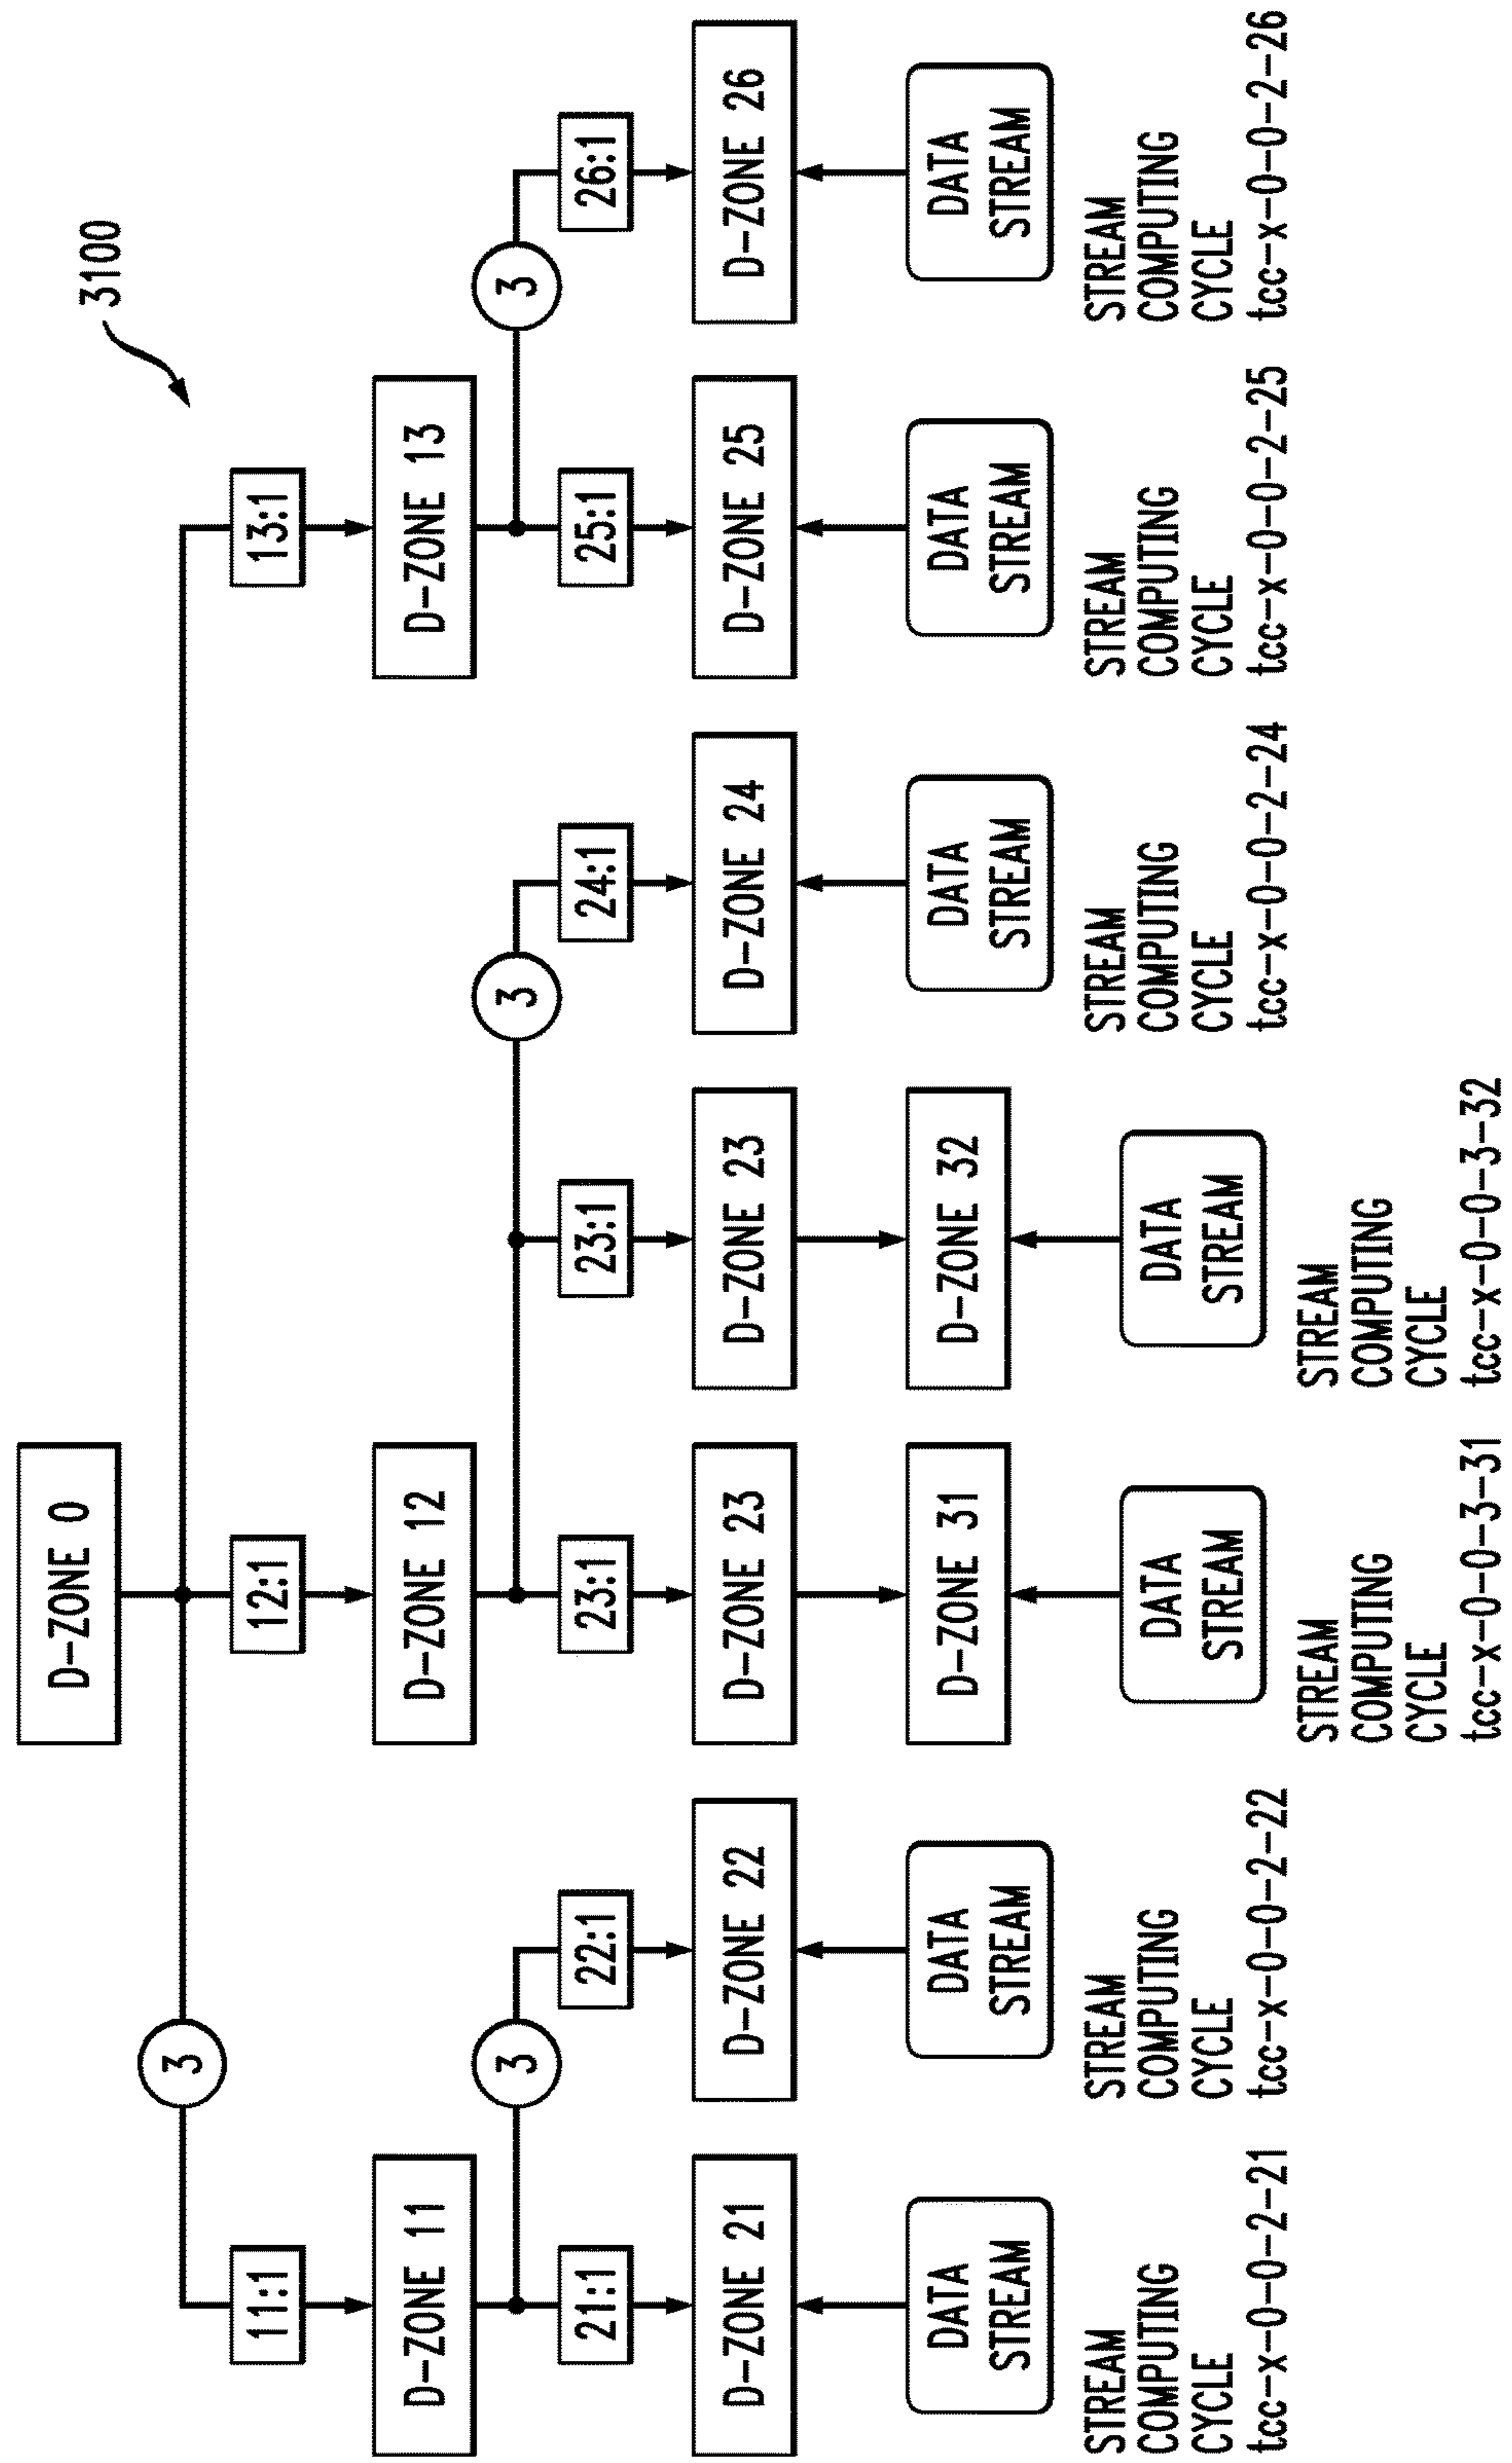 3100
D-ZONE 0
3
11:1
12:1
13:1
D-ZONE 11
D-ZONE 12
D-ZONE 13
3
3
3
21:1
22:1
23:1
23:1
24:1
25:1
26:1
D-ZONE 21
D-ZONE 22
D-ZONE 23
D-ZONE 23
D-ZONE 24
D-ZONE 25
D-ZONE 26
DATA
STREAM
DATA
STREAM
D-ZONE 31
D-ZONE 32
DATA
STREAM
DATA
STREAM
DATA
STREAM
STREAM
COMPUTING
CYCLE
tcc-x-0-0-2-21
STREAM
COMPUTING
CYCLE
tcc-x-0-0-2-22
DATA
STREAM
DATA
STREAM
STREAM
COMPUTING
CYCLE
tcc-x-0-0-2-24
STREAM
COMPUTING
CYCLE
tcc-x-0-0-2-25
STREAM
COMPUTING
CYCLE
tcc-x-0-0-2-26
STREAM
COMPUTING
CYCLE
tcc-x-0-0-3-31
STREAM
COMPUTING
CYCLE
tcc-x-0-0-3-32